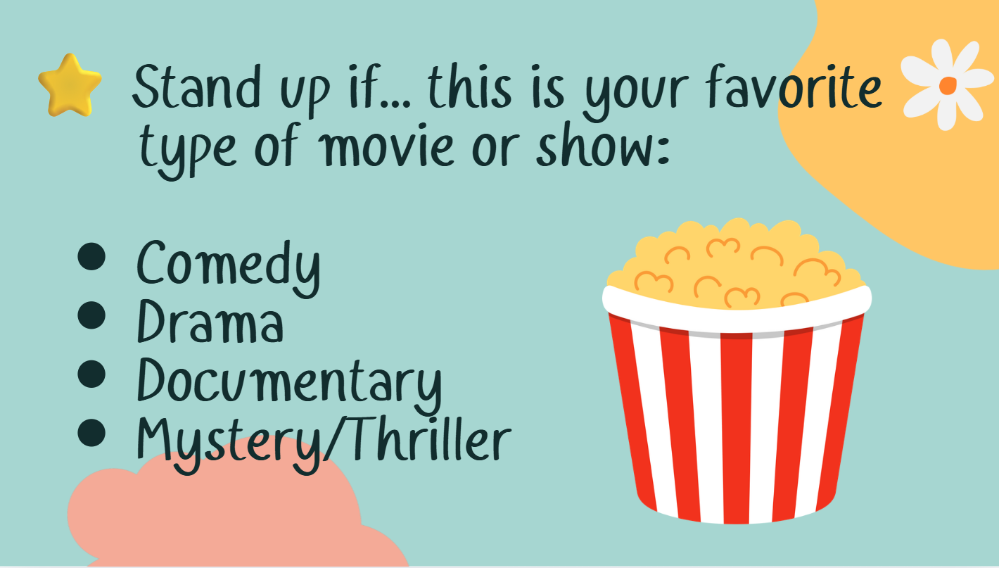 Stand up if... this is your favorite
type of movie or show:
Comedy
Drama
Documentary
Mystery/Thriller